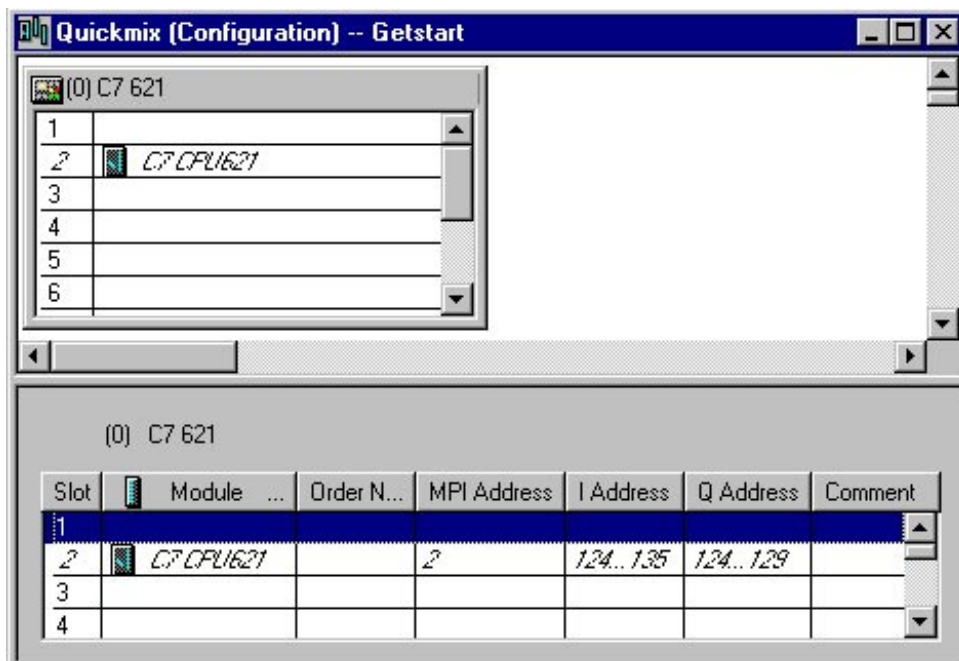 Quickmix (Configuration) -- Getstart
(0) C7 621
1
2 C7 CPU621
3
4
5
6
(0) C7 621
Slot Module ... Order N... MPI Address I Address Q Address Comment
1
2 C7 CPU621 2 124... 135 124... 129
3
4